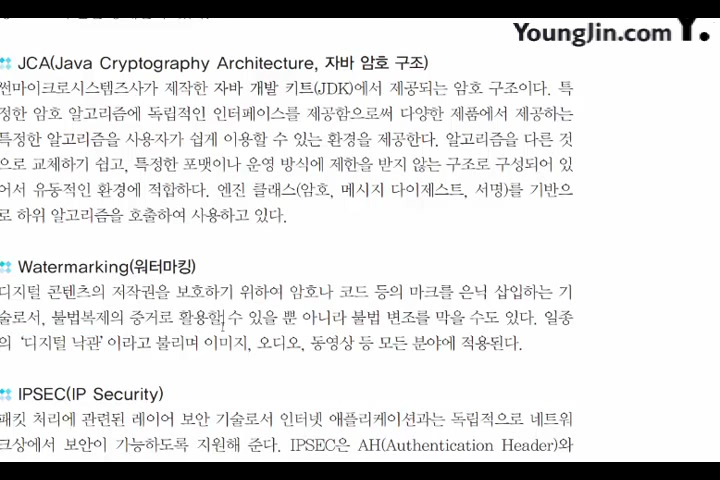 YoungJin.com Y.
JCA(Java Cryptography Architecture, 자바 암호 구조)
썬마이크로시스템즈사가 제작한 자바 개발 키트(JDK)에서 제공되는 암호 구조이다. 특
정한 암호 알고리즘에 독립적인 인터페이스를 제공함으로써 다양한 제품에서 제공하는
특정한 알고리즘을 사용자가 쉽게 이용할 수 있는 환경을 제공한다. 알고리즘을 다른 것
으로 교체하기 쉽고, 특정한 포맷이나 운영 방식에 제한을 받지 않는 구조로 구성되어 있
어서 유동적인 환경에 적합하다. 엔진 클래스(암호, 메시지 다이제스트, 서명)를 기반으
로 하위 알고리즘을 호출하여 사용하고 있다.
Watermarking(워터마킹)
디지털 콘텐츠의 저작권을 보호하기 위하여 암호나 코드 등의 마크를 은닉 삽입하는 기
술로서, 불법복제의 증거로 활용할 수 있을 뿐 아니라 불법 변조를 막을 수도 있다. 일종
의 ‘디지털 낙관’이라고 불리며 이미지, 오디오, 동영상 등 모든 분야에 적용된다.
IPSEC(IP Security)
패킷 처리에 관련된 레이어 보안 기술로서 인터넷 애플리케이션과는 독립적으로 네트워
크상에서 보안이 가능하도록 지원해 준다. IPSEC은 AH(Authentication Header)와